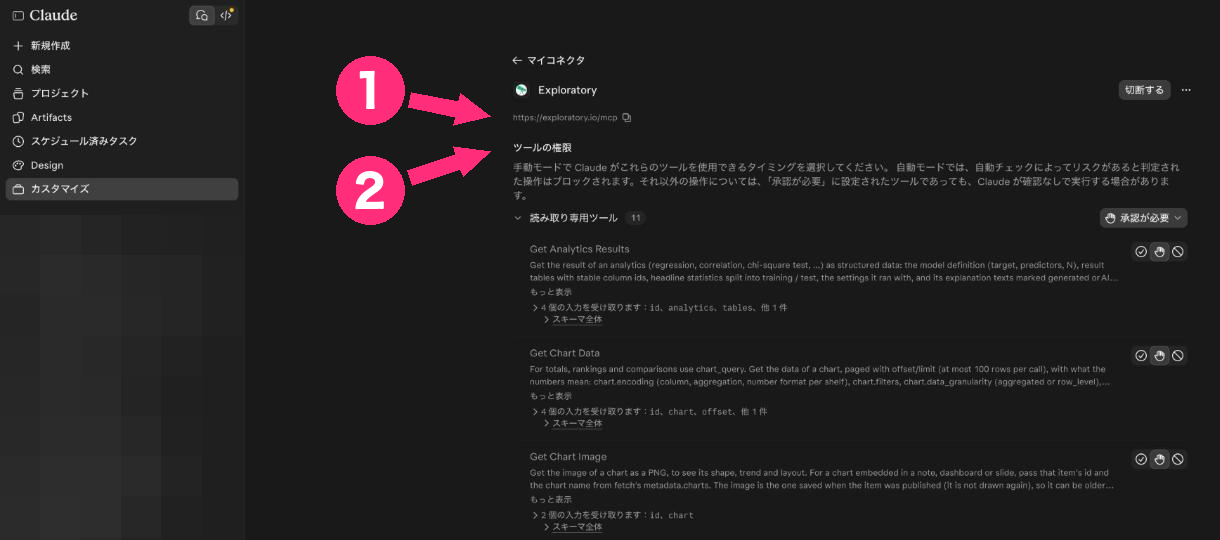 Claude
新規作成
検索
プロジェクト
Artifacts
スケジュール済みタスク
Design
カスタマイズ
1
2
マイコネクタ
Exploratory
切断する
https://exploratory.io/mcp
ツールの権限
手動モードで Claude がこれらのツールを使用できるタイミングを選択してください。 自動モードでは、自動チェックによってリスクがあると判定され
た操作はブロックされます。それ以外の操作については、「承認が必要」に設定されたツールであっても、Claude が確認なしで実行する場合がありま
す。
読み取り専用ツール 11
承認が必要
Get Analytics Results
Get the result of an analytics (regression, correlation, chi-square test, ...) as structured data: the model definition (target, predictors, N), result
tables with stable column ids, headline statistics split into training / test, the settings it ran with, and its explanation texts marked generated or AI...
もっと表示
4 個の入力を受け取ります：id、analytics、tables、他 1 件
スキーマ全体
Get Chart Data
For totals, rankings and comparisons use chart_query. Get the data of a chart, paged with offset/limit (at most 100 rows per call), with what the
numbers mean: chart.encoding (column, aggregation, number format per shelf), chart.filters, chart.data_granularity (aggregated or row_level),...
もっと表示
4 個の入力を受け取ります：id、chart、offset、他 1 件
スキーマ全体
Get Chart Image
Get the image of a chart as a PNG, to see its shape, trend and layout. For a chart embedded in a note, dashboard or slide, pass that item's id and
the chart name from fetch's metadata.charts. The image is the one saved when the item was published (it is not drawn again), so it can be older...
もっと表示
2 個の入力を受け取ります：id、chart
スキーマ全体